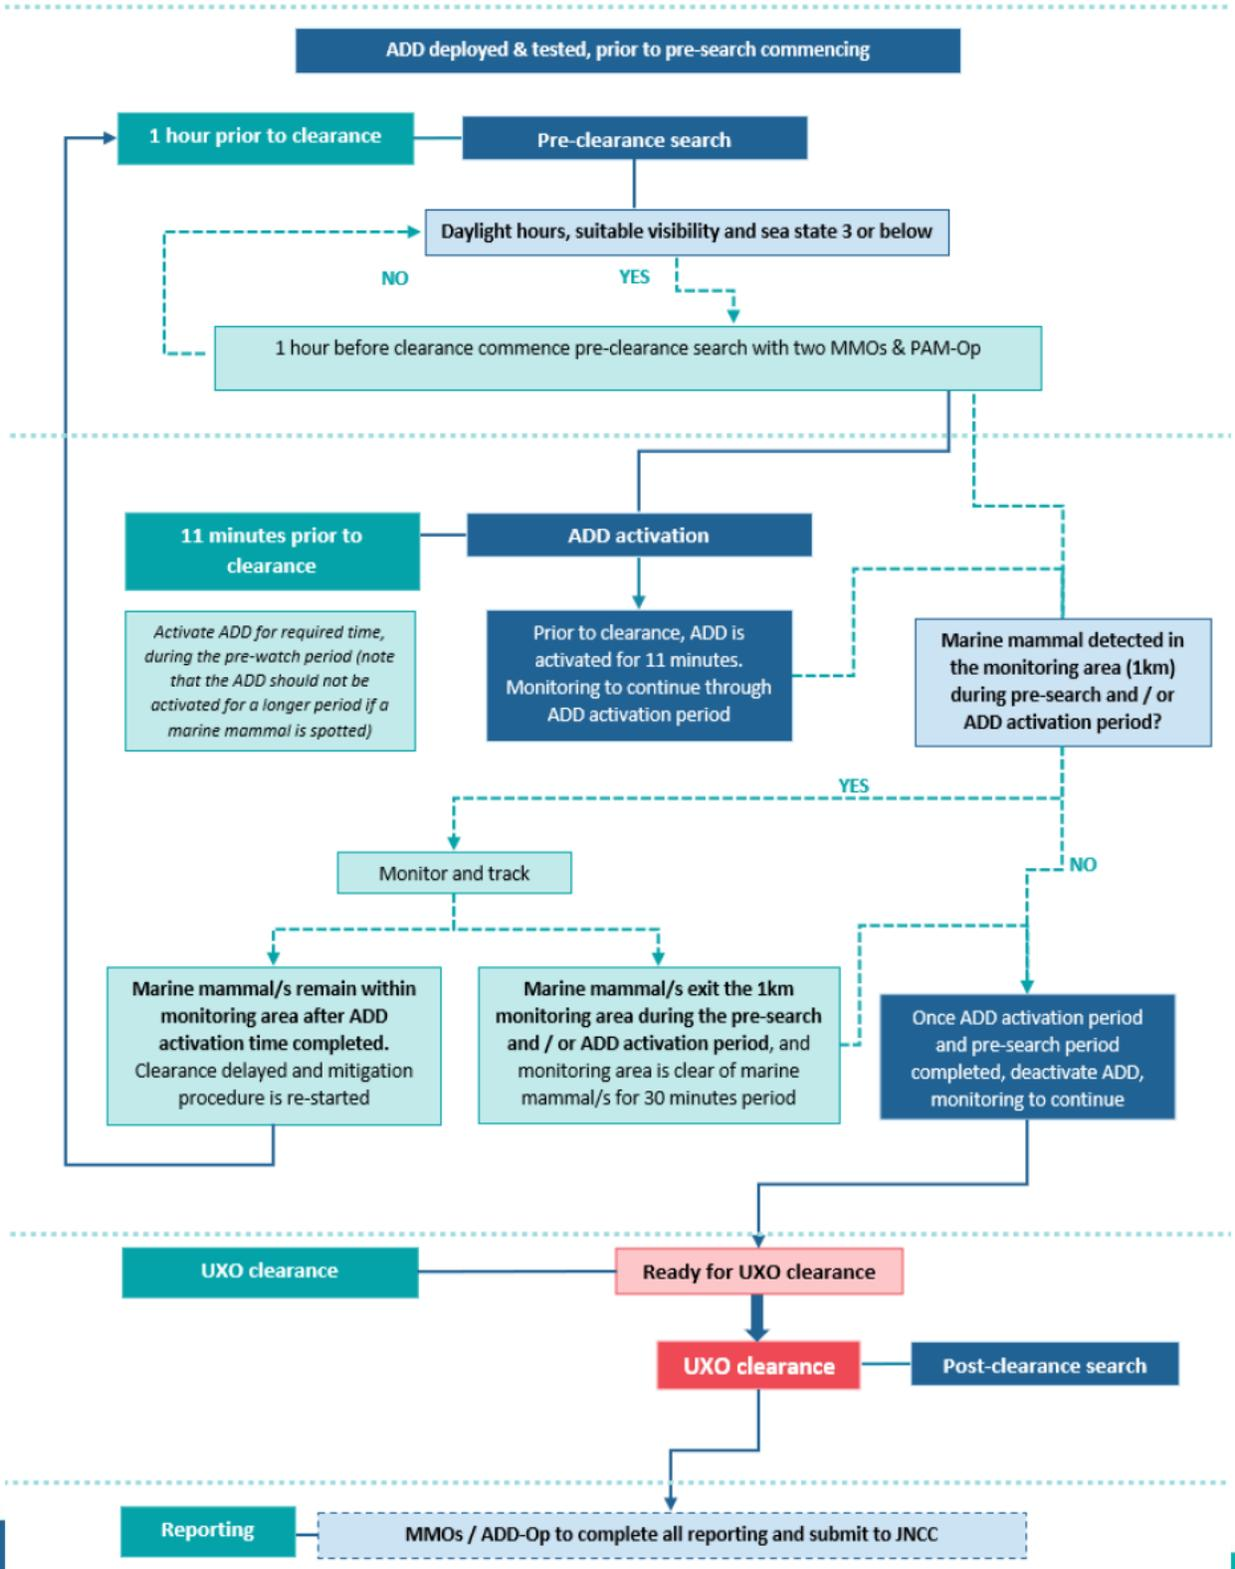 ADD deployed & tested, prior to pre-search commencing
1 hour prior to clearance
Pre-clearance search
Daylight hours, suitable visibility and sea state 3 or below
NO
YES
1 hour before clearance commence pre-clearance search with two MMOs & PAM-Op
11 minutes prior to
clearance
ADD activation
Activate ADD for required time,
during the pre-watch period (note
that the ADD should not be
activated for a longer period if a
marine mammal is spotted)
Prior to clearance, ADD is
activated for 11 minutes.
Monitoring to continue through
ADD activation period
Marine mammal detected in
the monitoring area (1km)
during pre-search and / or
ADD activation period?
YES
Monitor and track
NO
Marine mammal/s remain within
monitoring area after ADD
activation time completed.
Clearance delayed and mitigation
procedure is re-started
Marine mammal/s exit the 1km
monitoring area during the pre-search
and / or ADD activation period, and
monitoring area is clear of marine
mammal/s for 30 minutes period
Once ADD activation period
and pre-search period
completed, deactivate ADD,
monitoring to continue
UXO clearance
Ready for UXO clearance
UXO clearance
Post-clearance search
Reporting
MMOs / ADD-Op to complete all reporting and submit to JNCC